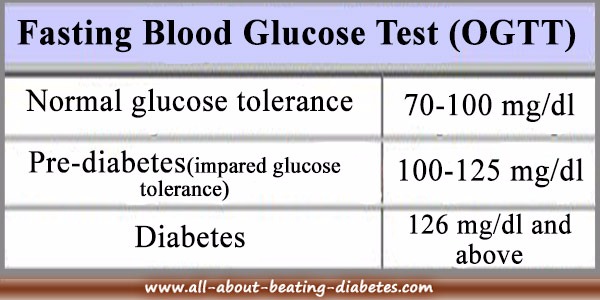 Fasting Blood Glucose Test (OGTT)
Normal glucose tolerance
70-100 mg/dl
Pre-diabetes(impared glucose
tolerance)
100-125 mg/dl
Diabetes
126 mg/dl and
above
www.all-about-beating-diabetes.com